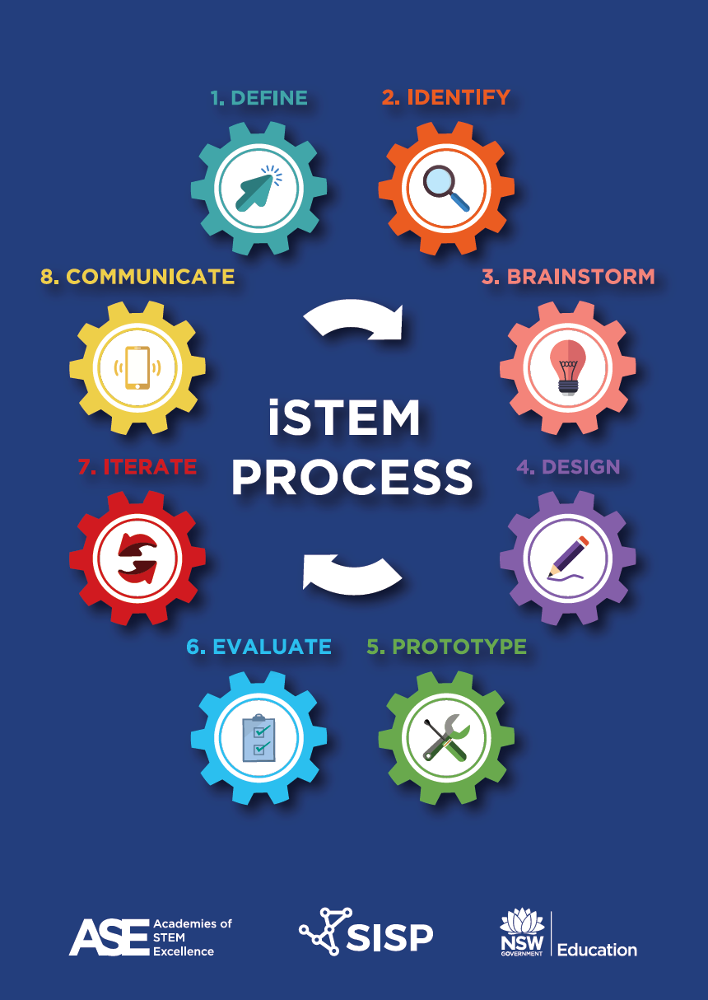 1. DEFINE
2. IDENTIFY
8. COMMUNICATE
3. BRAINSTORM
iSTEM
PROCESS
7. ITERATE
4. DESIGN
6. EVALUATE
5. PROTOTYPE
ASE
Academies of
STEM
Excellence
SISP
NSW
GOVERNMENT
Education